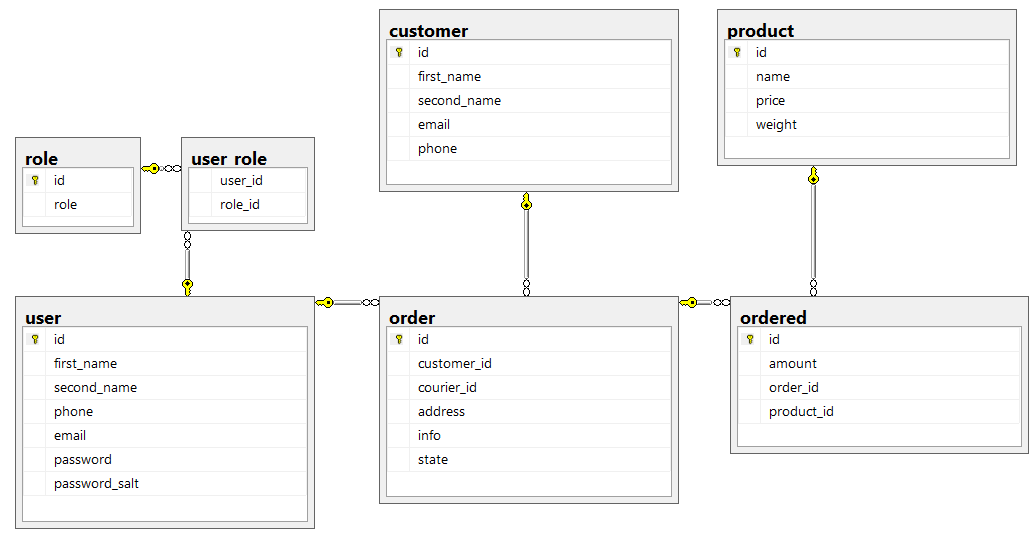 customer
id
first_name
second_name
email
phone
product
id
name
price
weight
role
id
role
user_role
user_id
role_id
user
id
first_name
second_name
phone
email
password
password_salt
order
id
customer_id
courier_id
address
info
state
ordered
id
amount
order_id
product_id